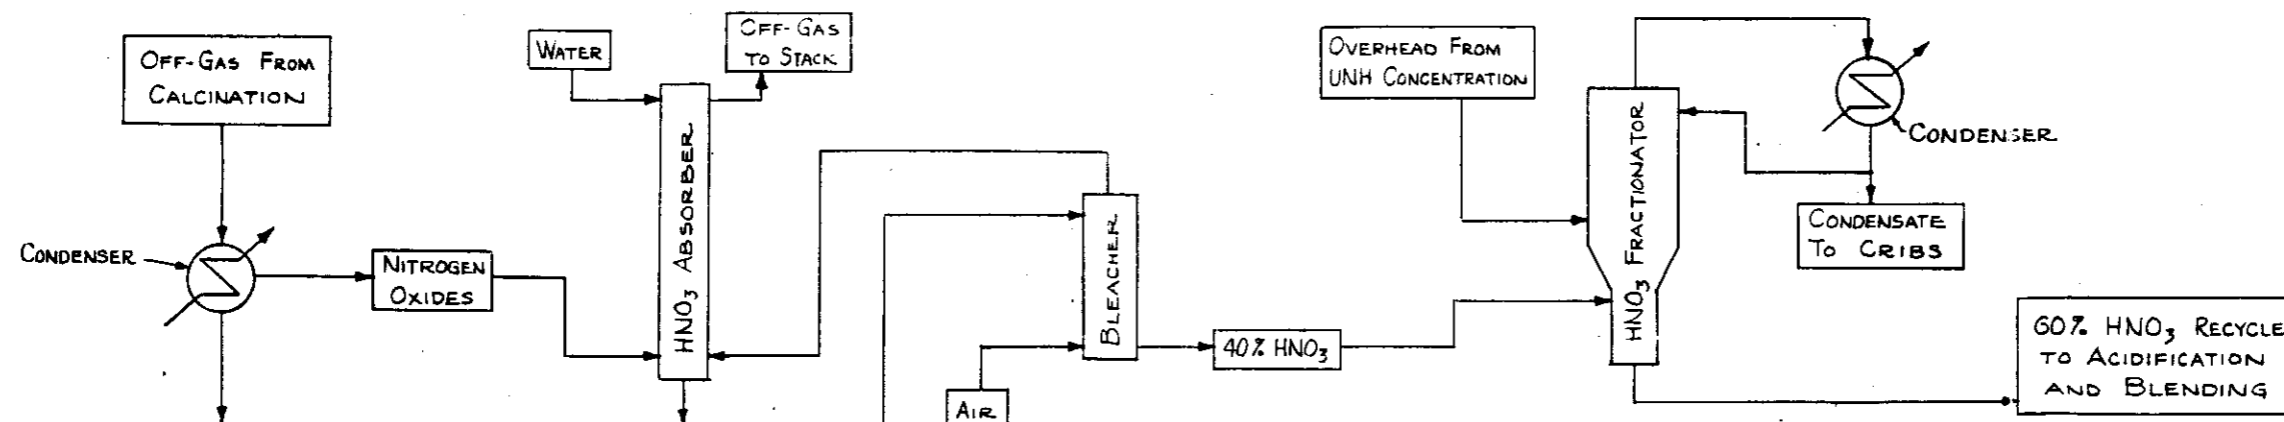 OFF-GAS FROM
CALCINATION
CONDENSER
NITROGEN
OXIDES
WATER
OFF-GAS
TO STACK
HNO₃ ABSORBER
BLEACHER
AIR
40% HNO₃
OVERHEAD FROM
UNH CONCENTRATION
HNO₃ FRACTIONATOR
CONDENSER
CONDENSATE
TO CRIBS
60% HNO₃ RECYCLE
TO ACIDIFICATION
AND BLENDING